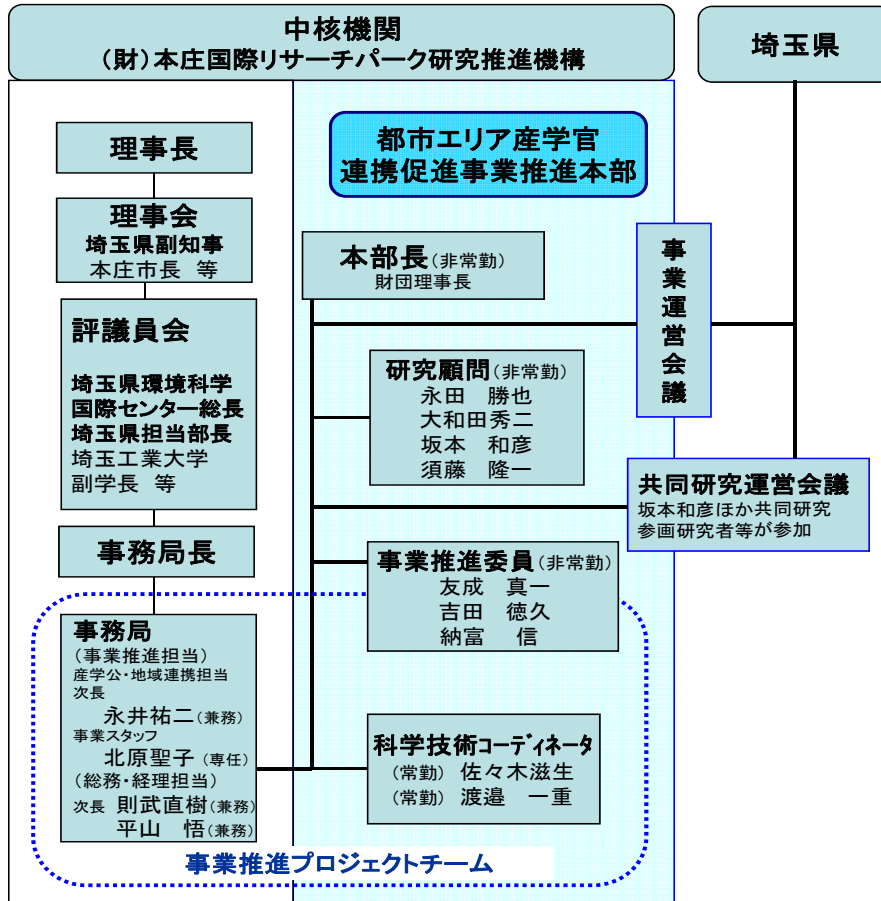 中核機関
(財)本庄国際リサーチパーク研究推進機構
埼玉県
都市エリア産学官
連携促進事業推進本部
理事長
理事会
埼玉県副知事
本庄市長 等
評議員会
埼玉県環境科学
国際センター総長
埼玉県担当部長
埼玉工業大学
副学長 等
事務局長
事務局
(事業推進担当)
産学公・地域連携担当
次長
永井祐二(兼務)
事業スタッフ
北原聖子(専任)
(総務・経理担当)
次長 則武直樹(兼務)
平山 悟(兼務)
本部長(非常勤)
財団理事長
研究顧問(非常勤)
永田 勝也
大和田秀二
坂本 和彦
須藤 隆一
事業推進委員(非常勤)
友成 真一
吉田 徳久
納富 信
科学技術コーディネータ
(常勤) 佐々木滋生
(常勤) 渡邉 一重
事業運営会議
共同研究運営会議
坂本和彦ほか共同研究
参画研究者等が参加
事業推進プロジェクトチーム